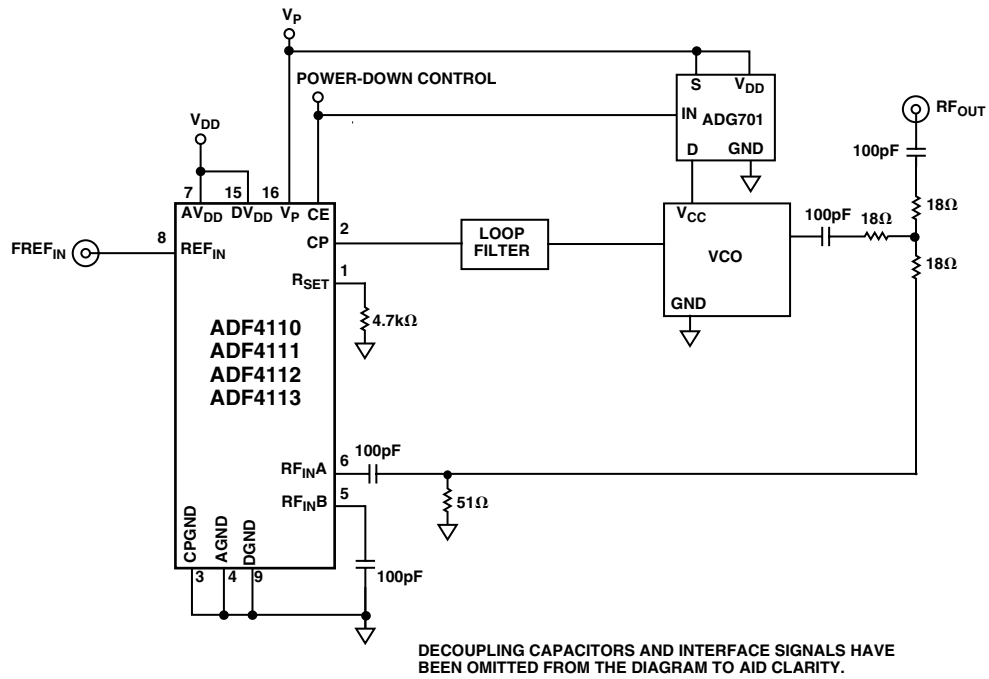 VP
POWER-DOWN CONTROL
S VDD
IN
ADG701
D GND
RFOUT
100pF
VDD
7 15 16
AVDD DVDD VP CE
2
CP
FREFIN
8
REFIN
LOOP
FILTER
VCC
VCO
GND
100pF
18Ω
18Ω
18Ω
1
RSET
4.7kΩ
ADF4110
ADF4111
ADF4112
ADF4113
100pF
6
RFINA
5
RFINB
51Ω
100pF
CPGND
AGND
DGND
3 4 9
DECOUPLING CAPACITORS AND INTERFACE SIGNALS HAVE
BEEN OMITTED FROM THE DIAGRAM TO AID CLARITY.